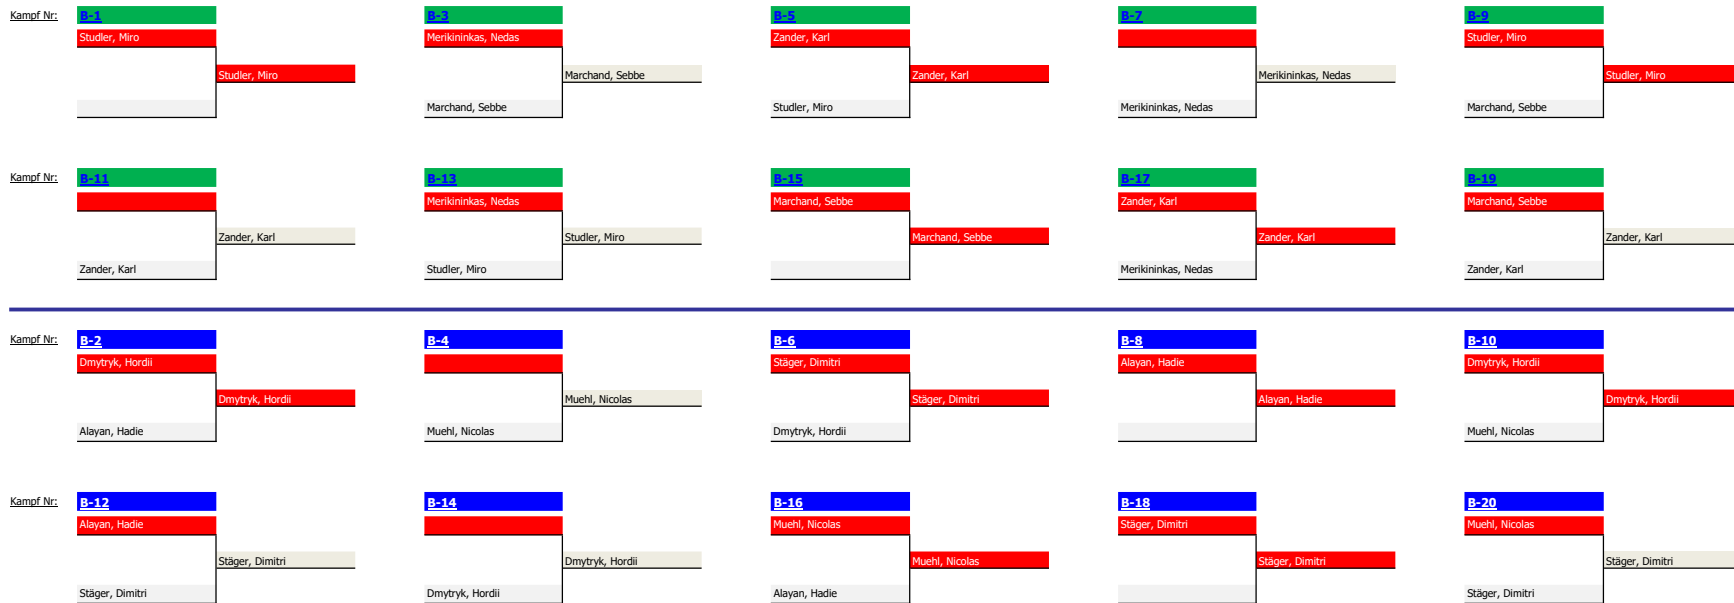 Kampf Nr: B-1 B-3 B-5 B-7 B-9
Studler, Miro Merikininkas, Nedas Zander, Karl Studler, Miro
Studler, Miro Marchand, Sebbe Zander, Karl Merikininkas, Nedas Studler, Miro
Marchand, Sebbe Studler, Miro Merikininkas, Nedas Marchand, Sebbe
Kampf Nr: B-11 B-13 B-15 B-17 B-19
Merikininkas, Nedas Marchand, Sebbe Zander, Karl Marchand, Sebbe
Zander, Karl Studler, Miro Marchand, Sebbe Zander, Karl Zander, Karl
Zander, Karl Studler, Miro Merikininkas, Nedas Zander, Karl
Kampf Nr: B-2 B-4 B-6 B-8 B-10
Dmytryk, Hordii Stäger, Dimitri Alayan, Hadie Dmytryk, Hordii
Dmytryk, Hordii Muehl, Nicolas Stäger, Dimitri Alayan, Hadie Dmytryk, Hordii
Alayan, Hadie Muehl, Nicolas Dmytryk, Hordii Muehl, Nicolas
Kampf Nr: B-12 B-14 B-16 B-18 B-20
Alayan, Hadie Muehl, Nicolas Stäger, Dimitri Muehl, Nicolas
Stäger, Dimitri Dmytryk, Hordii Muehl, Nicolas Stäger, Dimitri Stäger, Dimitri
Stäger, Dimitri Dmytryk, Hordii Alayan, Hadie Stäger, Dimitri